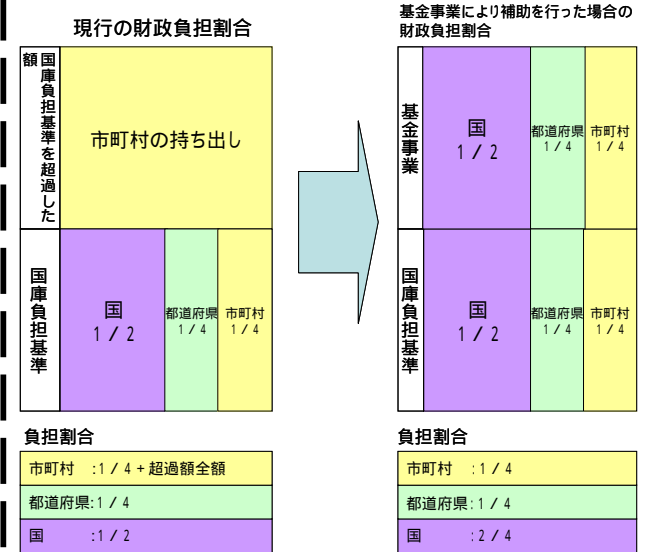 現行の財政負担割合
国庫負担基準を超過した
額
市町村の持ち出し
国庫負担基準
国
1/2
都道府県
1/4
市町村
1/4
負担割合
市町村 :1/4+超過額全額
都道府県:1/4
国 :1/2
基金事業により補助を行った場合の
財政負担割合
基金事業
国
1/2
都道府県
1/4
市町村
1/4
国庫負担基準
国
1/2
都道府県
1/4
市町村
1/4
負担割合
市町村 :1/4
都道府県:1/4
国 :2/4